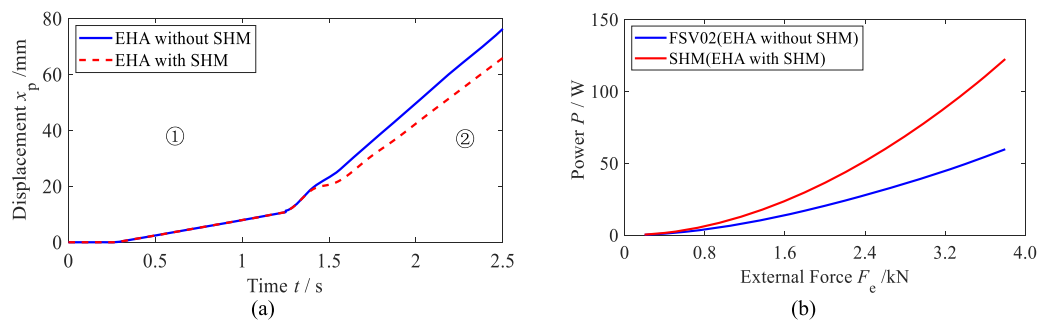 80
60
40
20
0
Displacement x_p /mm
EHA without SHM
EHA with SHM
①
②
0 0.5 1 1.5 2 2.5
Time t / s
(a)
150
100
50
0
Power P / W
FSV02(EHA without SHM)
SHM(EHA with SHM)
0 0.8 1.6 2.4 3.2 4.0
External Force F_e /kN
(b)